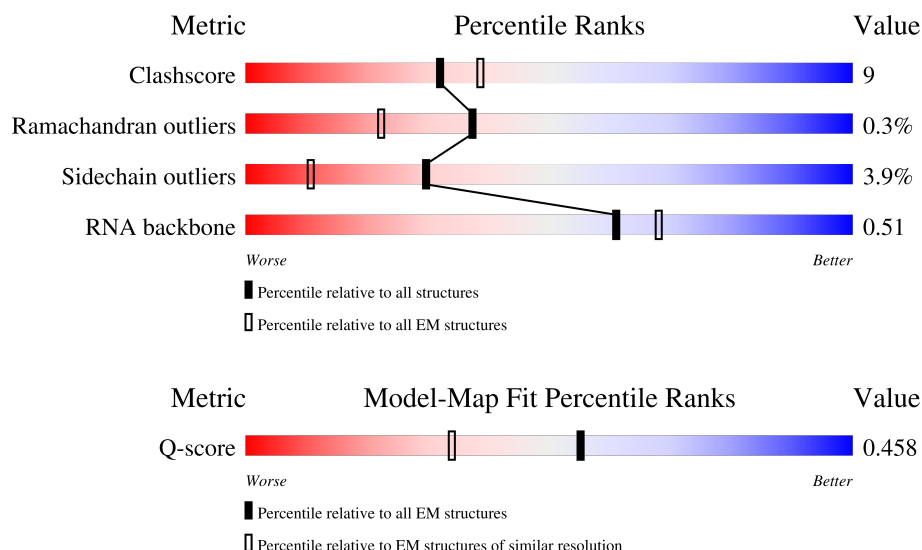 Metric Percentile Ranks Value
Clashscore 9
Ramachandran outliers 0.3%
Sidechain outliers 3.9%
RNA backbone 0.51
Worse Better
Percentile relative to all structures
Percentile relative to all EM structures
Metric Model-Map Fit Percentile Ranks Value
Q-score 0.458
Worse Better
Percentile relative to all EM structures
Percentile relative to EM structures of similar resolution